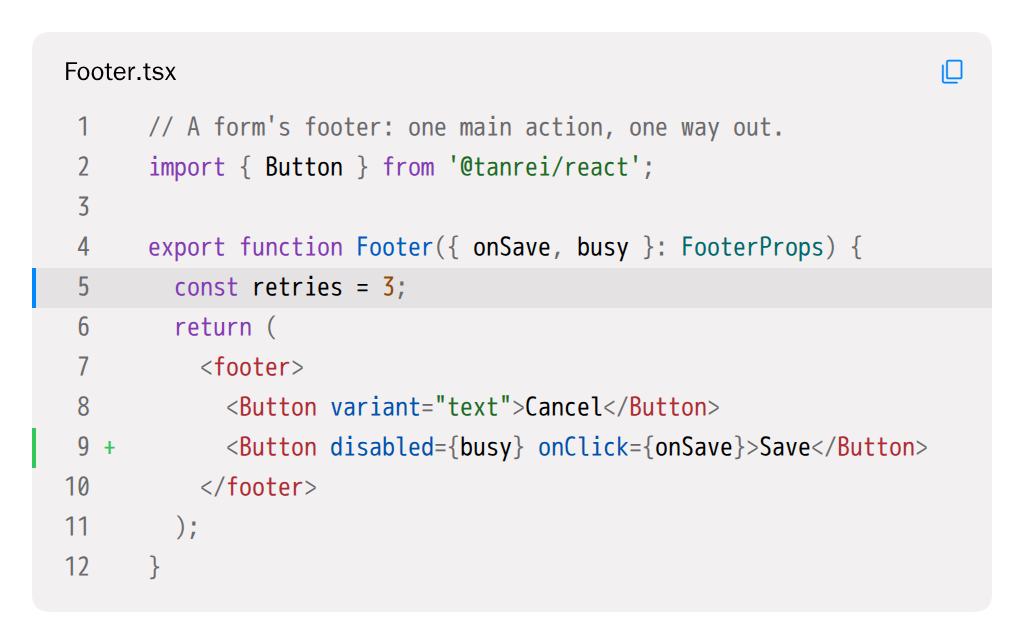 Footer.tsx
1 // A form's footer: one main action, one way out.
2 import { Button } from '@tanrei/react';
3
4 export function Footer({ onSave, busy }: FooterProps) {
5   const retries = 3;
6   return (
7     <footer>
8       <Button variant="text">Cancel</Button>
9 +       <Button disabled={busy} onClick={onSave}>Save</Button>
10     </footer>
11   );
12 }